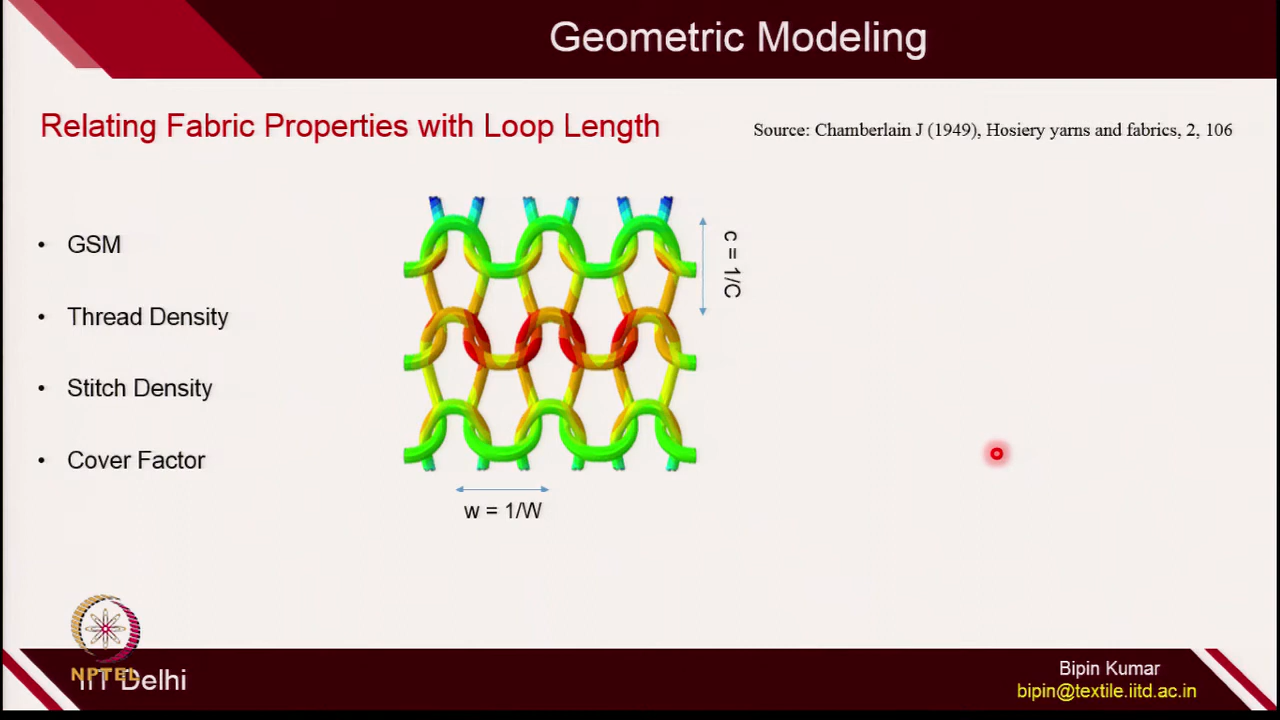 Geometric Modeling
Relating Fabric Properties with Loop Length
Source: Chamberlain J (1949), Hosiery yarns and fabrics, 2, 106
• GSM
• Thread Density
• Stitch Density
• Cover Factor
c = 1/C
w = 1/W
NPTEL
IIT Delhi
Bipin Kumar
bipin@textile.iitd.ac.in